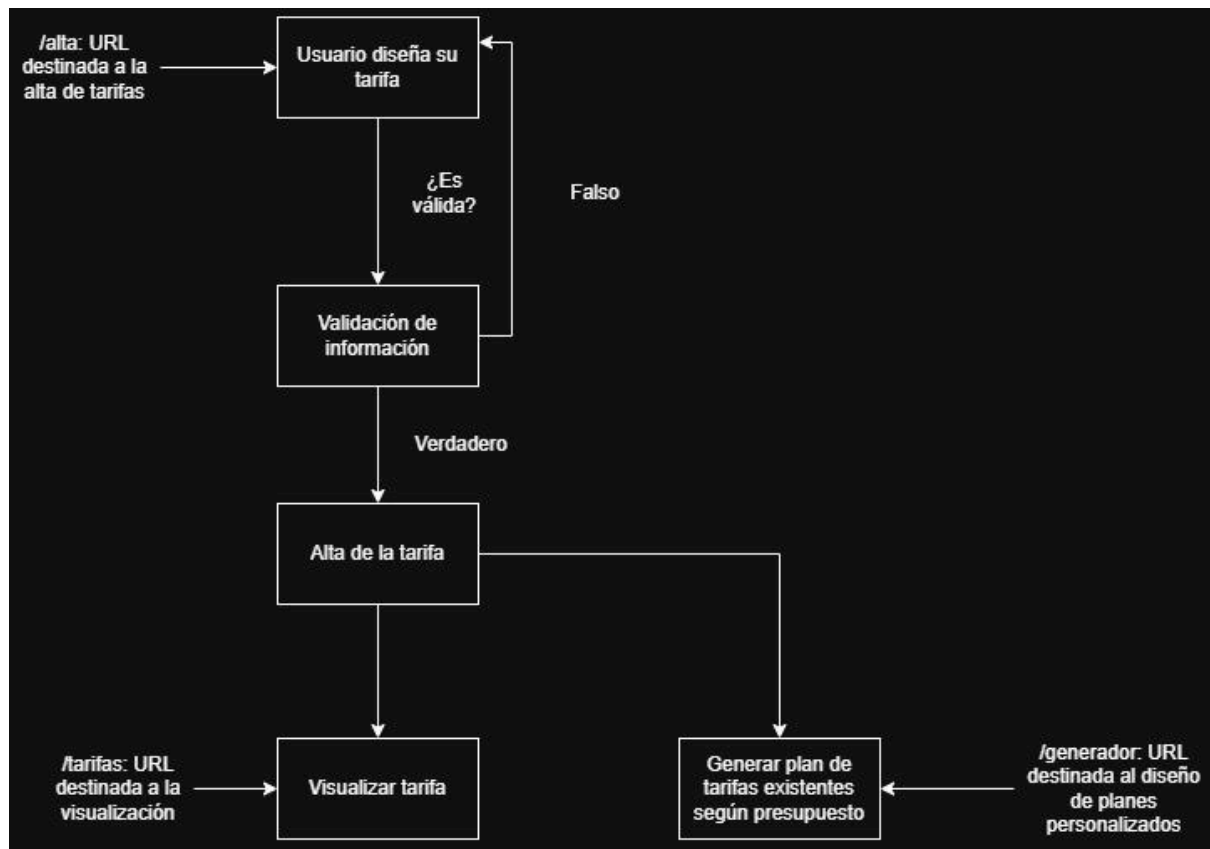 /alta: URL
destinada a la
alta de tarifas
Usuario diseña su
tarifa
¿Es
válida?
Falso
Validación de
información
Verdadero
Alta de la tarifa
/tarifas: URL
destinada a la
visualización
Visualizar tarifa
Generar plan de
tarifas existentes
según presupuesto
/generador: URL
destinada al diseño
de planes
personalizados